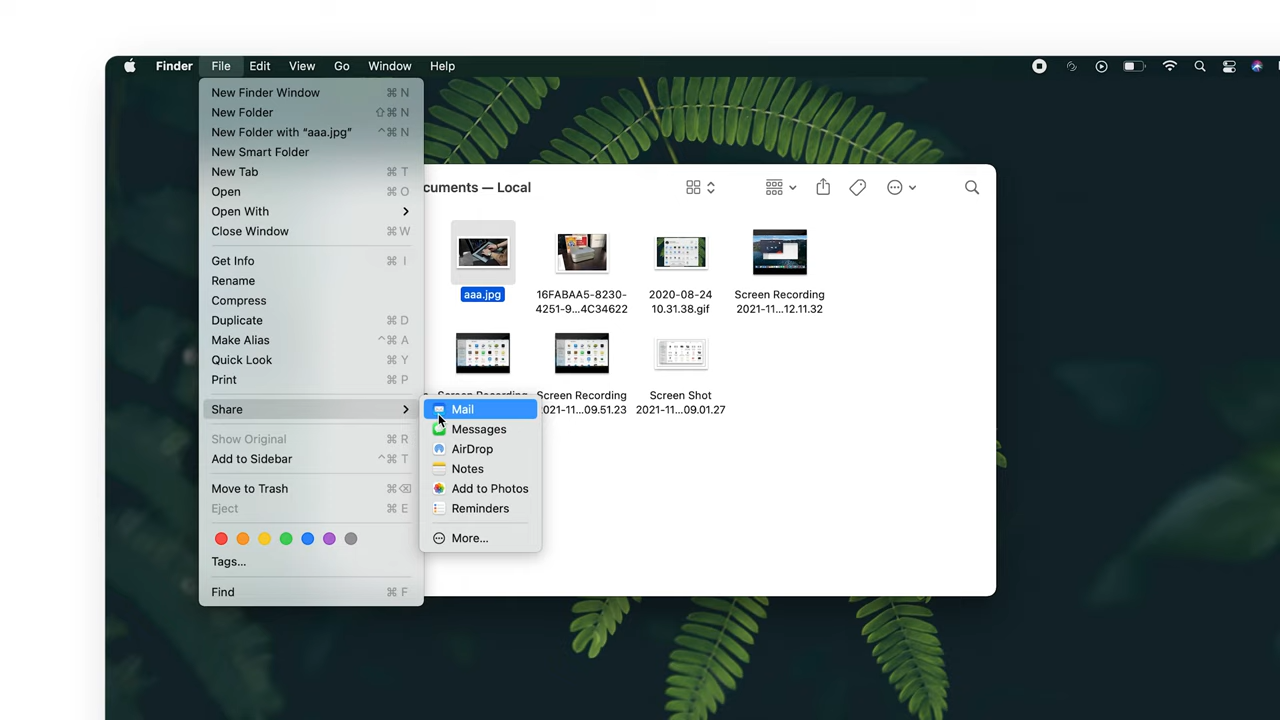 Finder File Edit View Go Window Help
New Finder Window ⌘ N
New Folder ⇧⌘ N
New Folder with “aaa.jpg” ^⌘ N
New Smart Folder
New Tab ⌘ T
Open ⌘ O
Open With
Close Window ⌘ W
Get Info ⌘ I
Rename
Compress
Duplicate ⌘ D
Make Alias ^⌘ A
Quick Look ⌘ Y
Print ⌘ P
Share
Show Original ⌘ R
Add to Sidebar ^⌘ T
Move to Trash ⌘⌫
Eject ⌘ E
Tags...
Find ⌘ F
Mail
Messages
AirDrop
Notes
Add to Photos
Reminders
More...
cuments — Local
aaa.jpg
16FABAA5-8230-
4251-9...4C34622
2020-08-24
10.31.38.gif
Screen Recording
2021-11...12.11.32
Screen Recording
Screen Recording
021-11...09.51.23
Screen Shot
2021-11...09.01.27